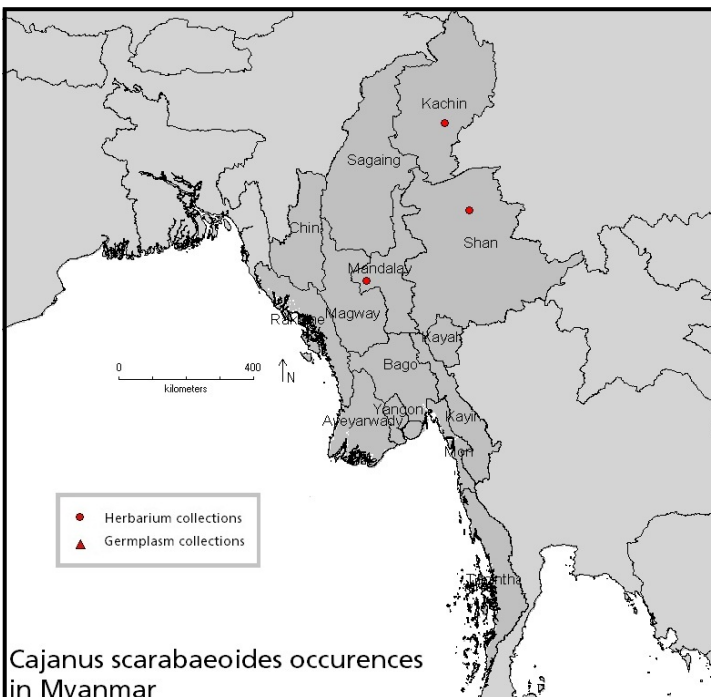 Kachin
Sagaing
Chin
Shan
Mandalay
Magway
Kayah
Bago
Yangon
Ayeyarwady
Kayin
Mon
0 400
kilometers
N
Herbarium collections
Germplasm collections
Cajanus scarabaeoides occurences
in Myanmar